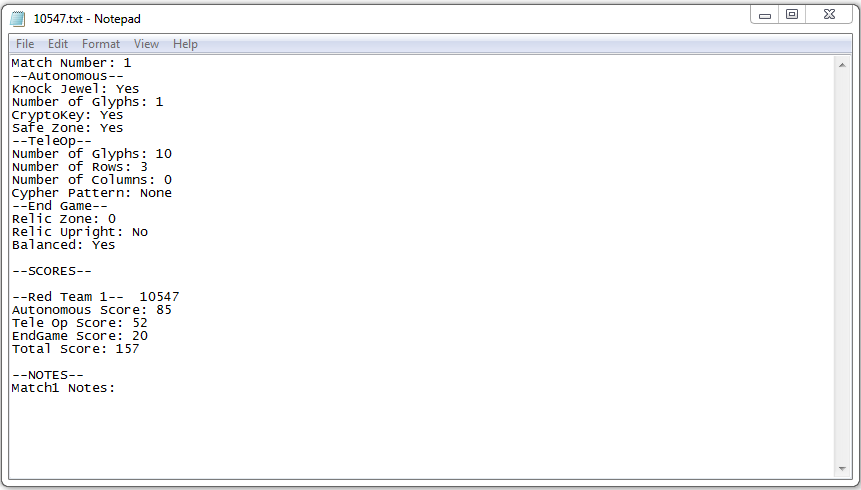 10547.txt - Notepad
File Edit Format View Help
Match Number: 1
--Autonomous--
Knock Jewel: Yes
Number of Glyphs: 1
CryptoKey: Yes
Safe Zone: Yes
--TeleOp--
Number of Glyphs: 10
Number of Rows: 3
Number of Columns: 0
Cypher Pattern: None
--End Game--
Relic Zone: 0
Relic Upright: No
Balanced: Yes
--SCORES--
--Red Team 1--  10547
Autonomous Score: 85
Tele Op Score: 52
EndGame Score: 20
Total Score: 157
--NOTES--
Match1 Notes: